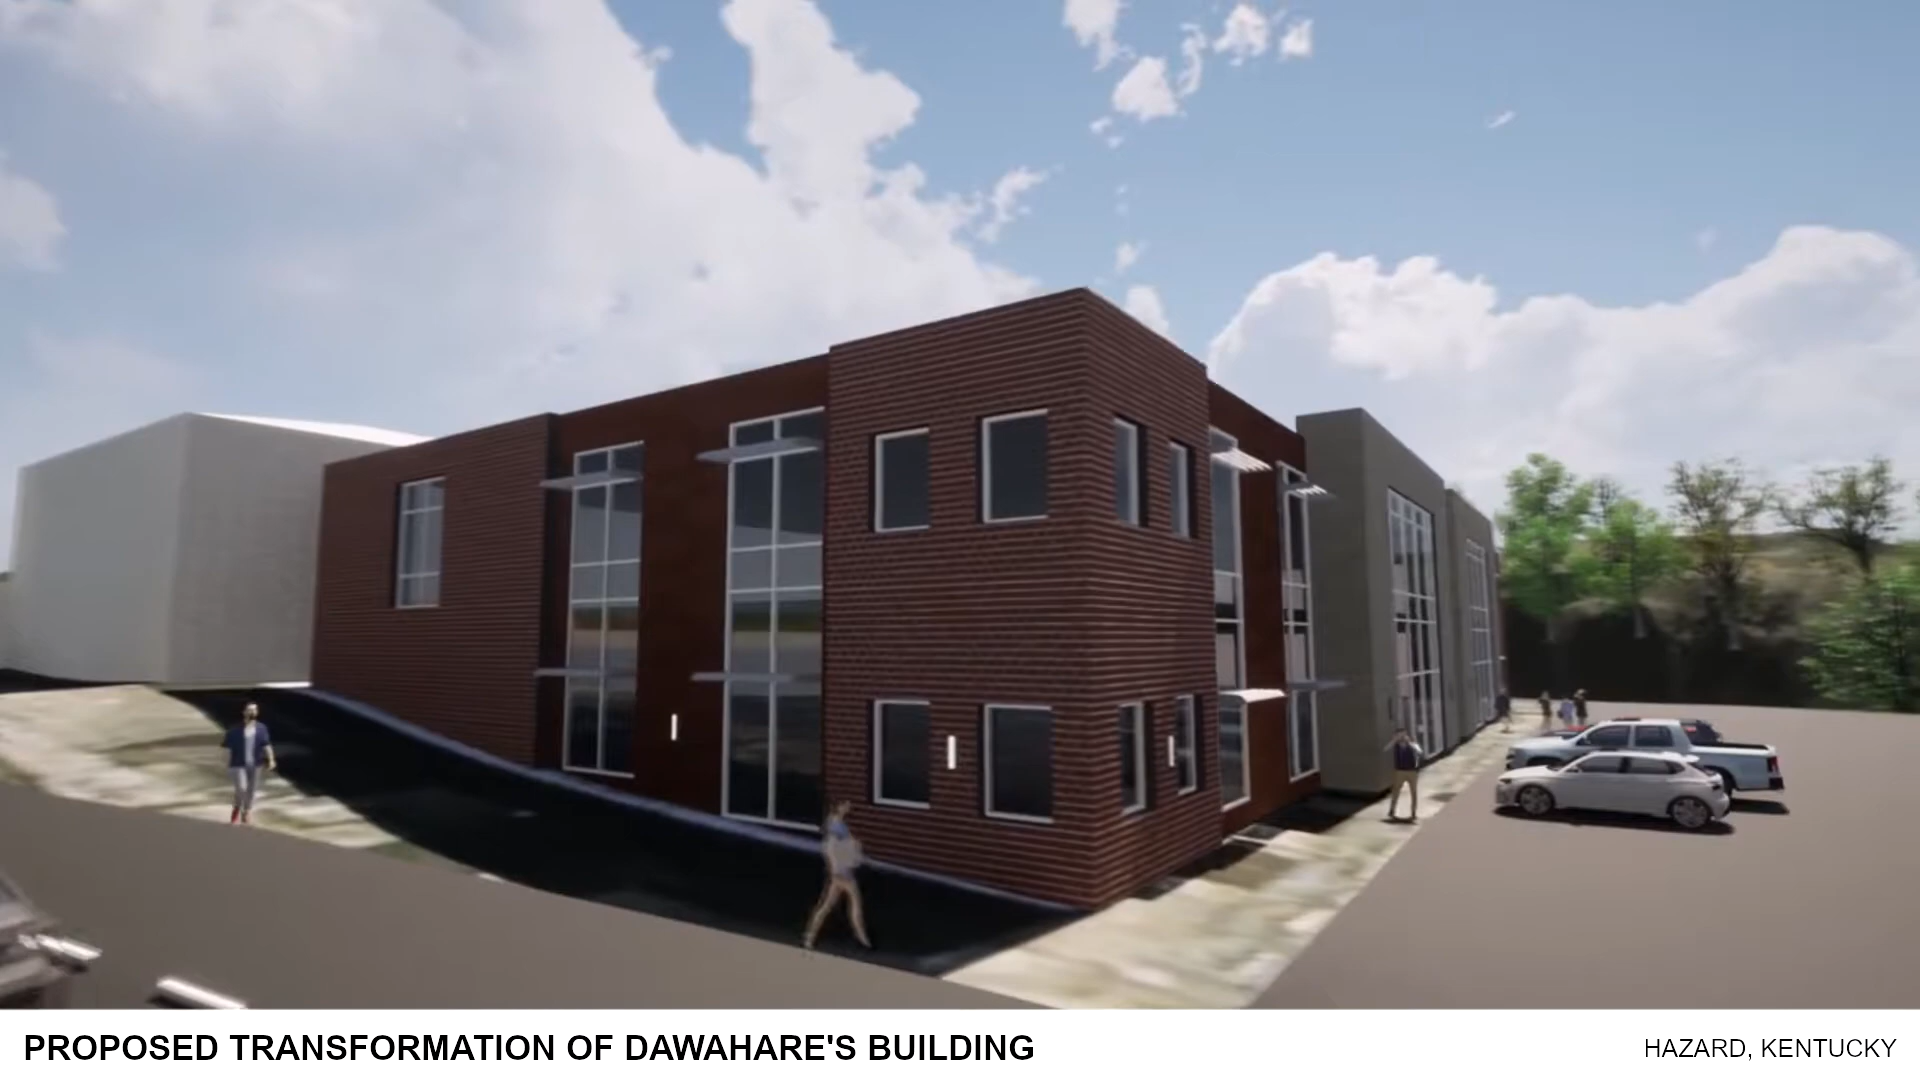 PROPOSED TRANSFORMATION OF DAWAHARE'S BUILDING
HAZARD, KENTUCKY